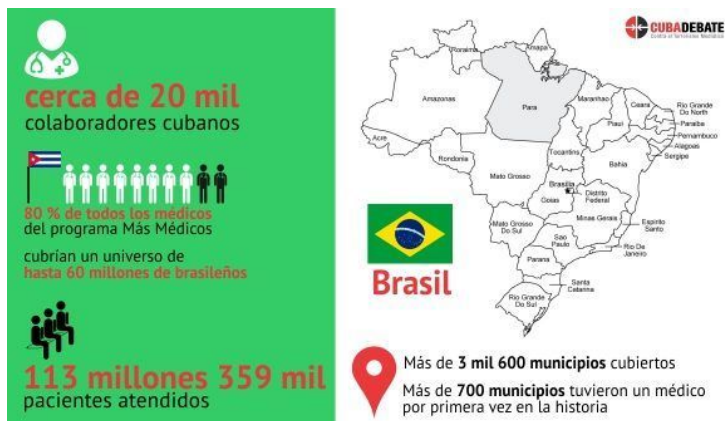 cerca de 20 mil
colaboradores cubanos
80 % de todos los médicos
del programa Más Médicos
cubrían un universo de
hasta 60 millones de brasileños
113 millones 359 mil
pacientes atendidos
CUBADEBATE
Contra el Terrorismo Mediático
Roraima
Amapa
Amazonas
Para
Maranhao
Ceara
Rio Grande
Do North
Paraiba
Pernambuco
Alagoas
Sergipe
Piaui
Acre
Rondonia
Tocantins
Bahia
Mato Grosso
Brasilia
Distrito
Federal
Goias
Minas Gerais
Mato Grosso
Do Sul
Espirito
Santo
Sao
Paulo
Rio De
Janeiro
Parana
Santa
Catarina
Rio Grande
Do Sul
Brasil
Más de 3 mil 600 municipios cubiertos
Más de 700 municipios tuvieron un médico
por primera vez en la historia